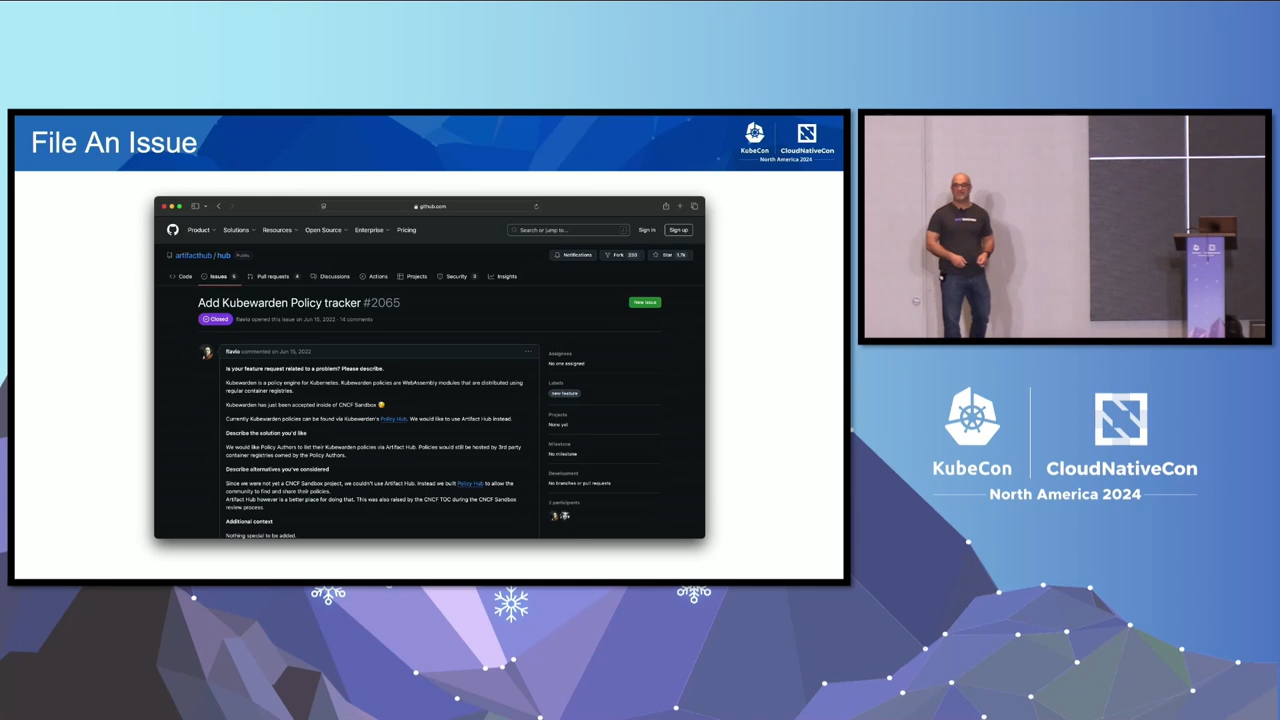 File An Issue
KubeCon
CloudNativeCon
North America 2024
github.com
Product
Solutions
Resources
Open Source
Enterprise
Pricing
Search or jump to...
Sign in
Sign up
artifacthub / hub
Public
Notifications
Fork 230
Star 1.7k
Code
Issues 5
Pull requests 4
Discussions
Actions
Projects
Security 3
Insights
Add Kubewarden Policy tracker #2065
New issue
Closed
flavio opened this issue on Jun 15, 2022 · 14 comments
flavio commented on Jun 15, 2022
Is your feature request related to a problem? Please describe.
Kubewarden is a policy engine for Kubernetes. Kubewarden policies are WebAssembly modules that are distributed using
regular container registries.
Kubewarden has just been accepted inside of CNCF Sandbox 🥳
Currently Kubewarden policies can be found via Kubewarden's Policy Hub. We would like to use Artifact Hub instead.
Describe the solution you'd like
We would like Policy Authors to list their Kubewarden policies via Artifact Hub. Policies would still be hosted by 3rd party
container registries owned by the Policy Authors.
Describe alternatives you've considered
Since we were not yet a CNCF Sandbox project, we couldn't use Artifact Hub. Instead we built Policy Hub to allow the
community to find and share their policies.
Artifact Hub however is a better place for doing that. This was also raised by the CNCF TOC during the CNCF Sandbox
review process.
Additional context
Nothing special to be added.
Assignees
No one assigned
Labels
new feature
Projects
None yet
Milestone
No milestone
Development
No branches or pull requests
2 participants
KubeCon
CloudNativeCon
North America 2024